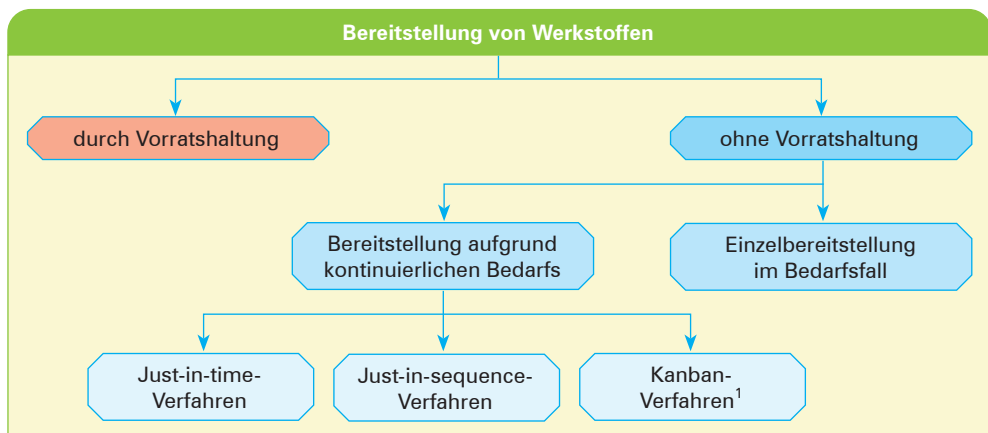 Bereitstellung von Werkstoffen
durch Vorratshaltung
ohne Vorratshaltung
Bereitstellung aufgrund
kontinuierlichen Bedarfs
Einzelbereitstellung
im Bedarfsfall
Just-in-time-
Verfahren
Just-in-sequence-
Verfahren
Kanban-
Verfahren¹